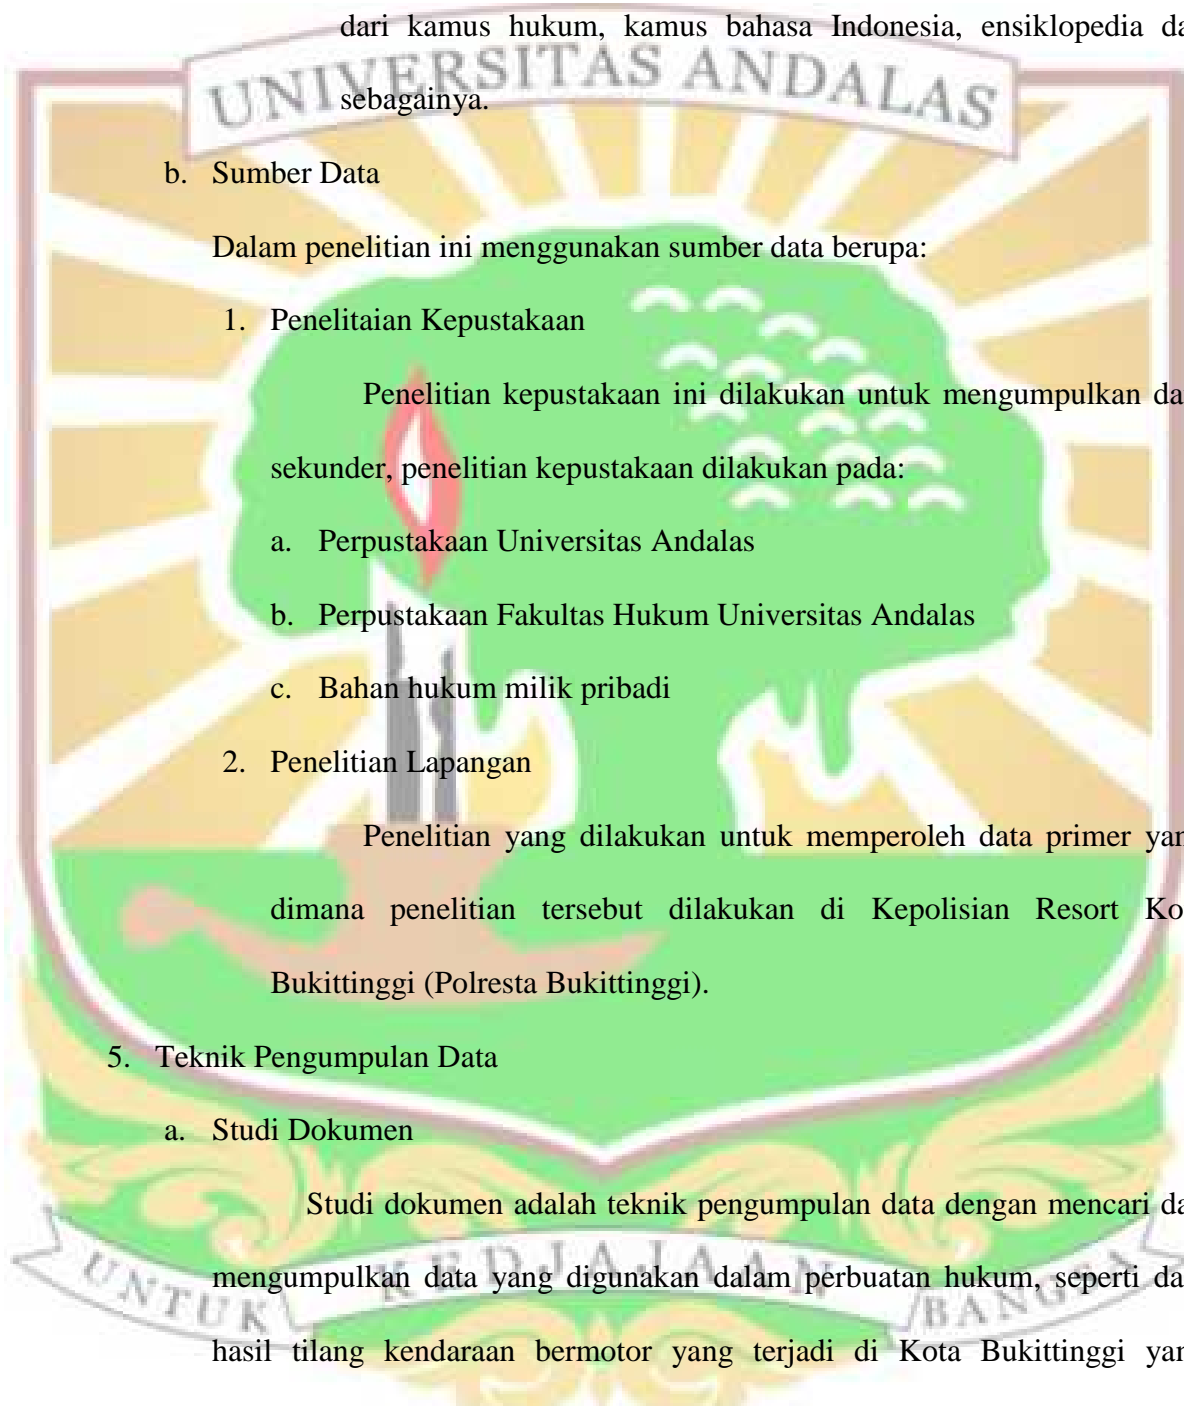 dari kamus hukum, kamus bahasa Indonesia, ensiklopedia da
UNIVERSITAS ANDALAS
sebagainya.
b. Sumber Data
Dalam penelitian ini menggunakan sumber data berupa:
1. Penelitaian Kepustakaan
Penelitian kepustakaan ini dilakukan untuk mengumpulkan da
sekunder, penelitian kepustakaan dilakukan pada:
a. Perpustakaan Universitas Andalas
b. Perpustakaan Fakultas Hukum Universitas Andalas
c. Bahan hukum milik pribadi
2. Penelitian Lapangan
Penelitian yang dilakukan untuk memperoleh data primer yan
dimana penelitian tersebut dilakukan di Kepolisian Resort Ko
Bukittinggi (Polresta Bukittinggi).
5. Teknik Pengumpulan Data
a. Studi Dokumen
Studi dokumen adalah teknik pengumpulan data dengan mencari da
UNTUK KEDJAJAAN BANGSA
mengumpulkan data yang digunakan dalam perbuatan hukum, seperti da
hasil tilang kendaraan bermotor yang terjadi di Kota Bukittinggi yan